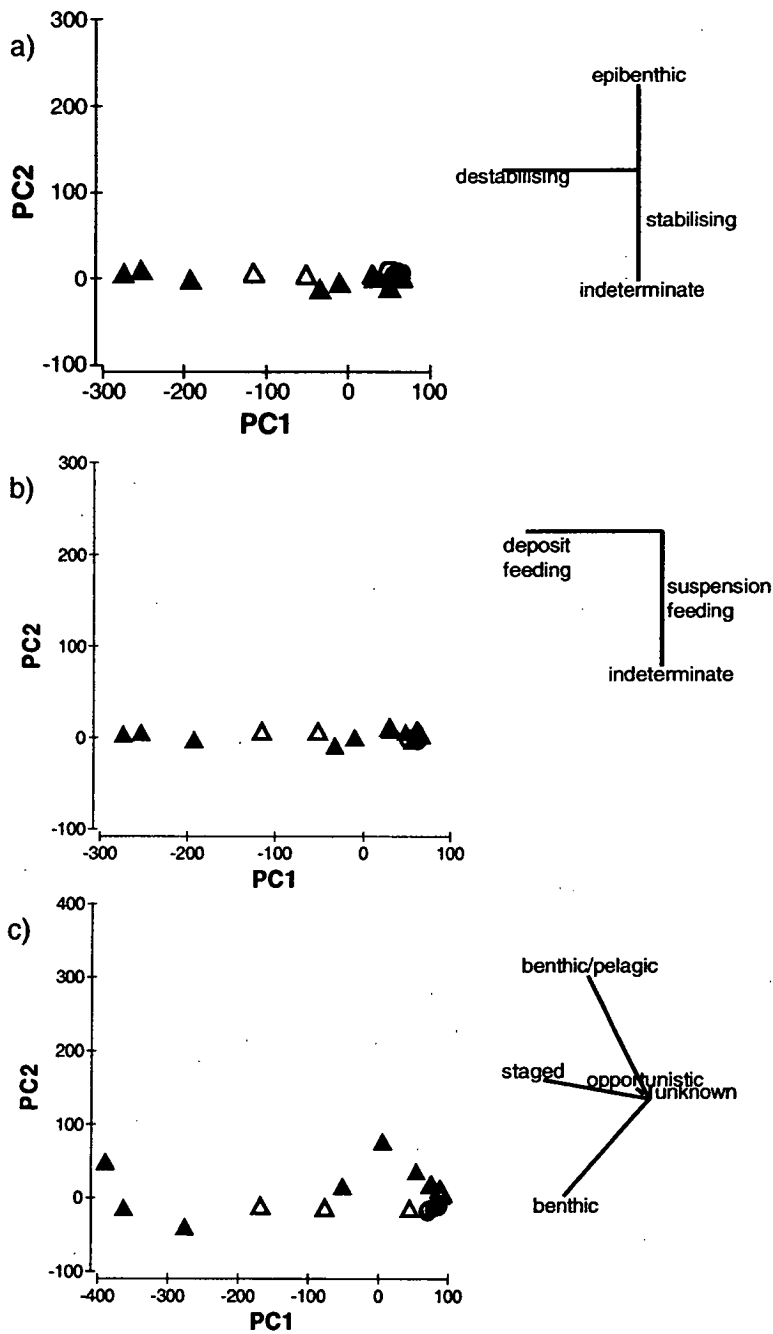 a)
300
200
100
0
-100
PC2
-300
-200
-100
0
100
PC1
epibenthic
destabilising
stabilising
indeterminate
b)
300
200
100
0
-100
PC2
-300
-200
-100
0
100
PC1
deposit
feeding
suspension
feeding
indeterminate
c)
400
300
200
100
0
-100
PC2
-400
-300
-200
-100
0
100
PC1
benthic/pelagic
staged
opportunistic
unknown
benthic